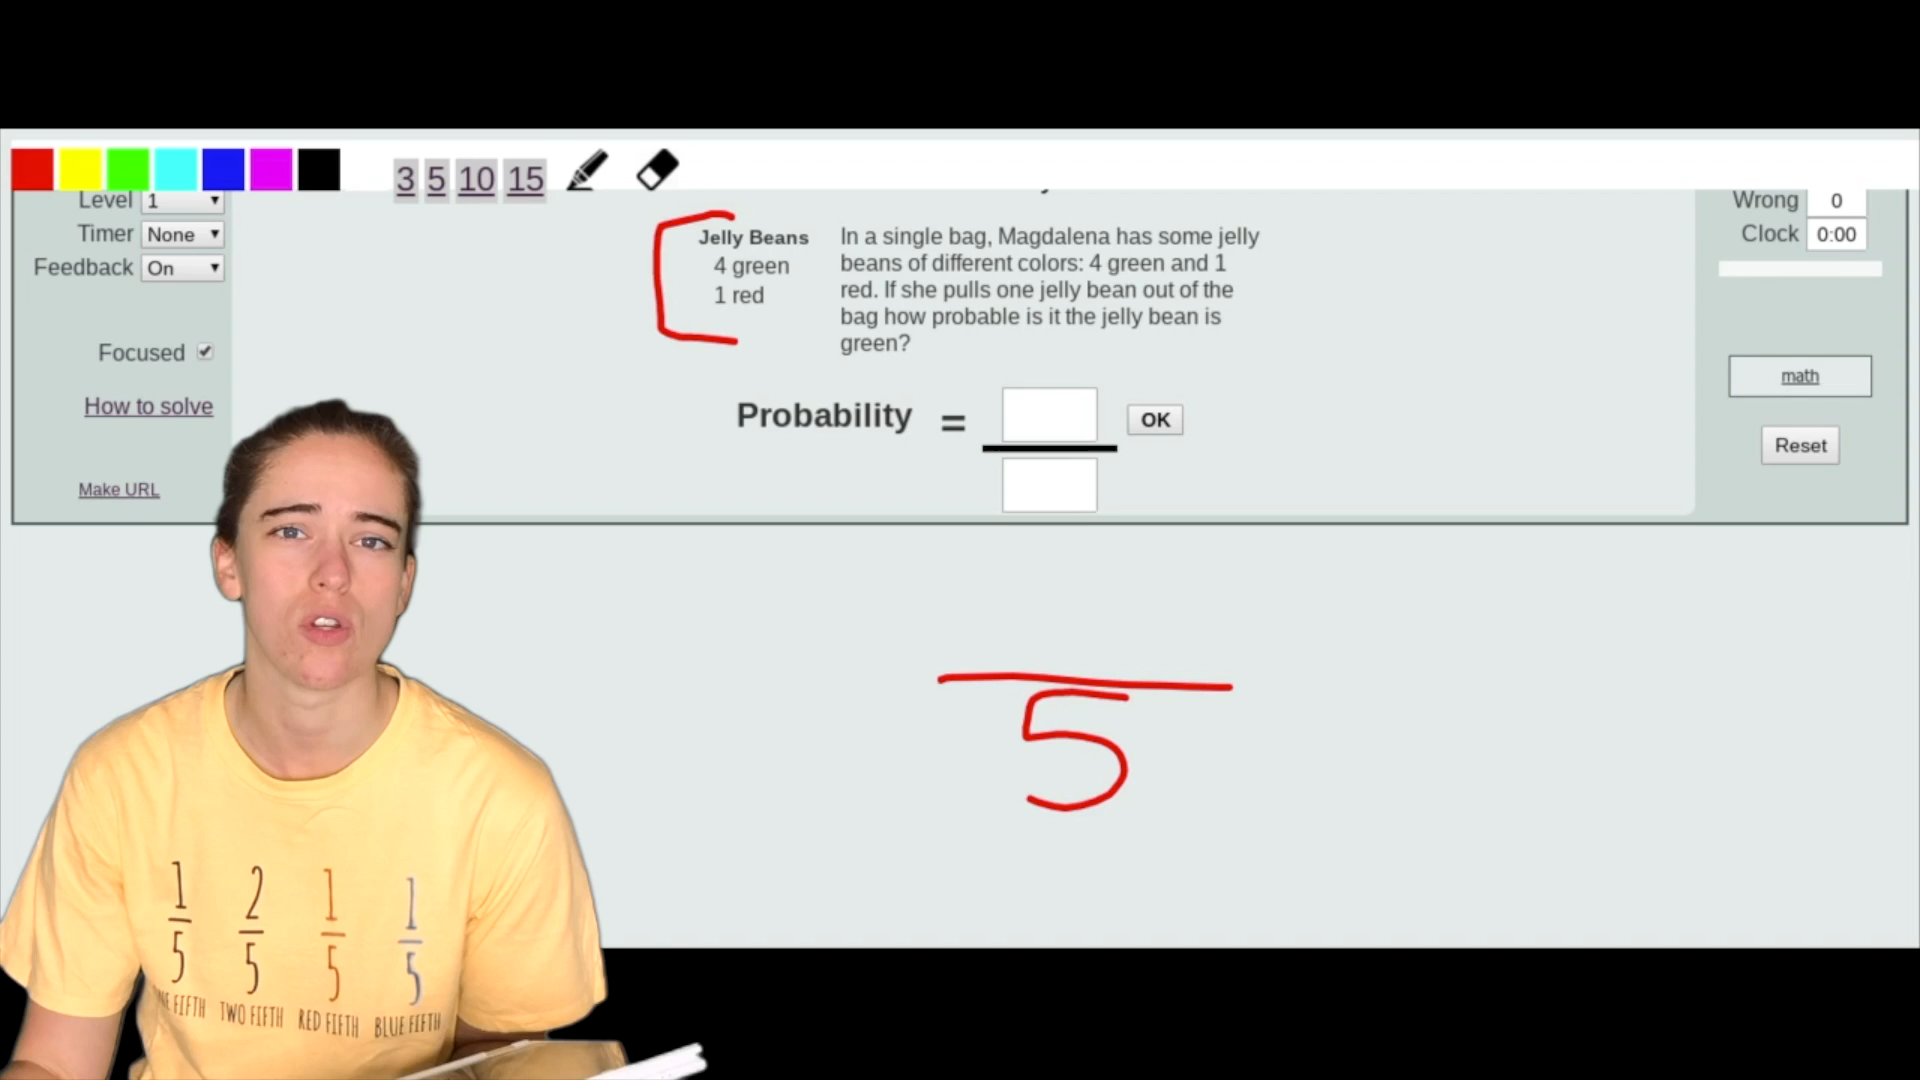 3 5 10 15
Level 1
Timer None
Feedback On
Focused
How to solve
Make URL
Jelly Beans
4 green
1 red
In a single bag, Magdalena has some jelly
beans of different colors: 4 green and 1
red. If she pulls one jelly bean out of the
bag how probable is it the jelly bean is
green?
Probability =
OK
Wrong 0
Clock 0:00
math
Reset
5
1 2 1 1
5 5 5 5
FIFTH TWO FIFTH RED FIFTH BLUE FIFTH